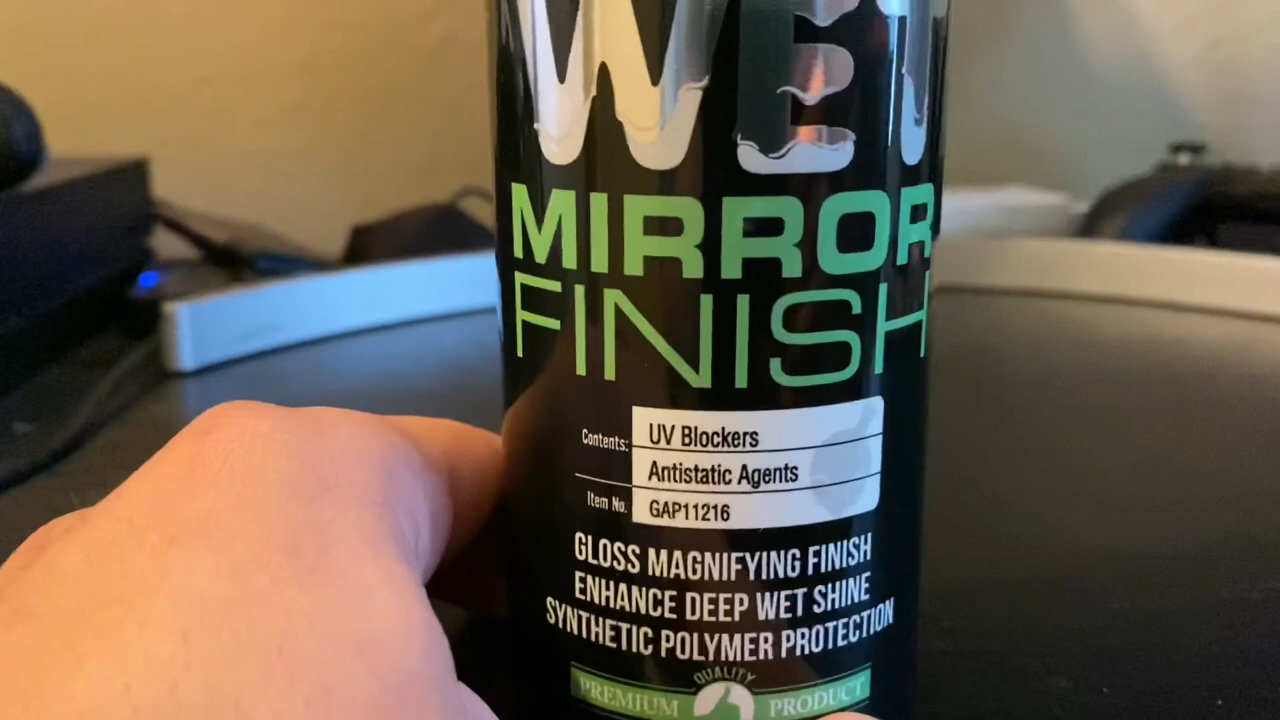 WET
MIRROR
FINISH
Contents: UV Blockers
Antistatic Agents
Item No. GAP11216
GLOSS MAGNIFYING FINISH
ENHANCE DEEP WET SHINE
SYNTHETIC POLYMER PROTECTION
QUALITY
PREMIUM PRODUCT